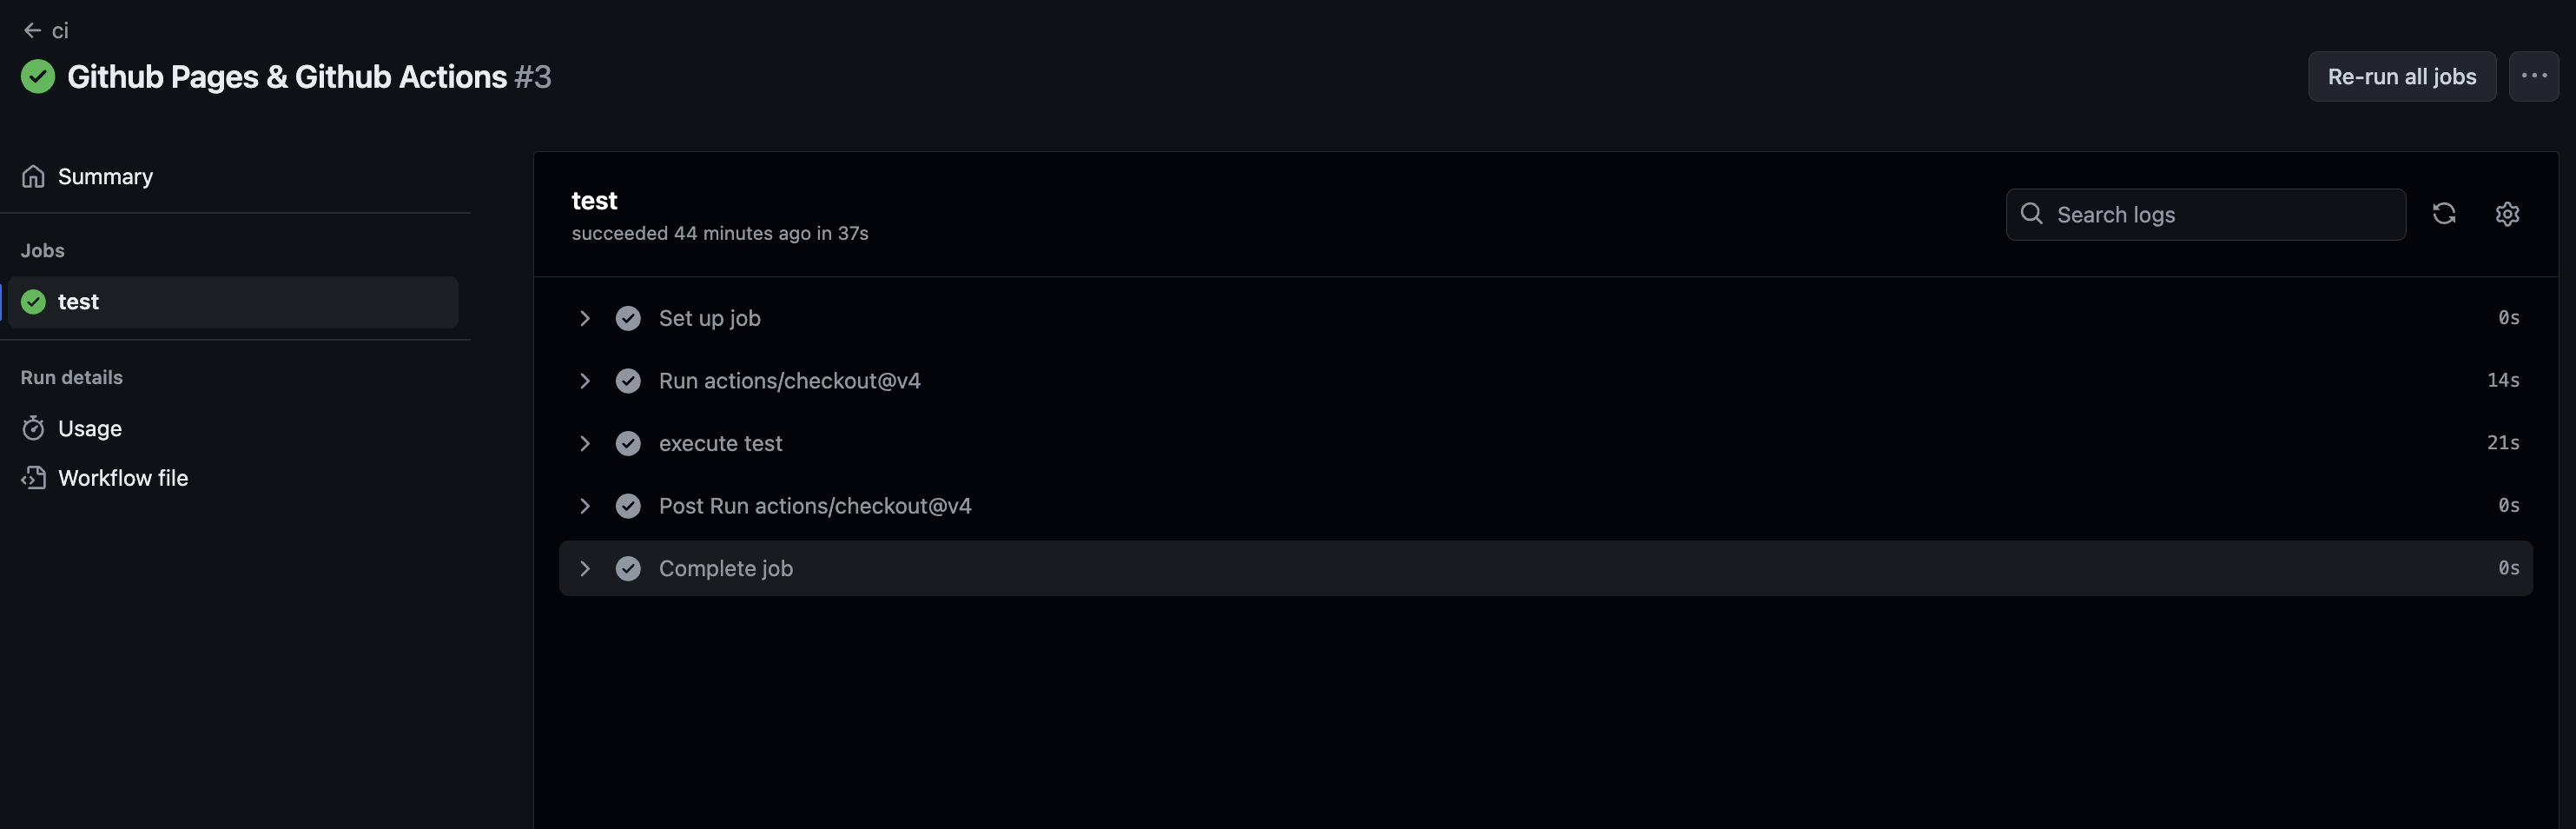 ci
Github Pages & Github Actions #3
Re-run all jobs
Summary
Jobs
test
Run details
Usage
Workflow file
test
succeeded 44 minutes ago in 37s
Search logs
Set up job 0s
Run actions/checkout@v4 14s
execute test 21s
Post Run actions/checkout@v4 0s
Complete job 0s